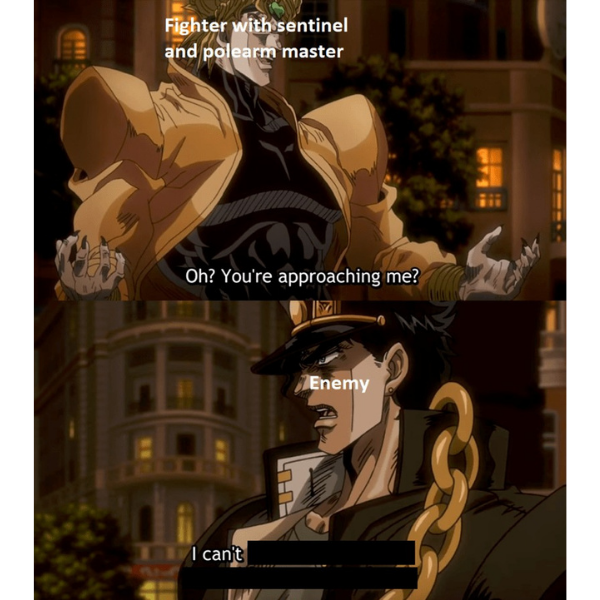 Fighter with sentinel
and polearm master
Oh? You're approaching me?
Enemy
I can't